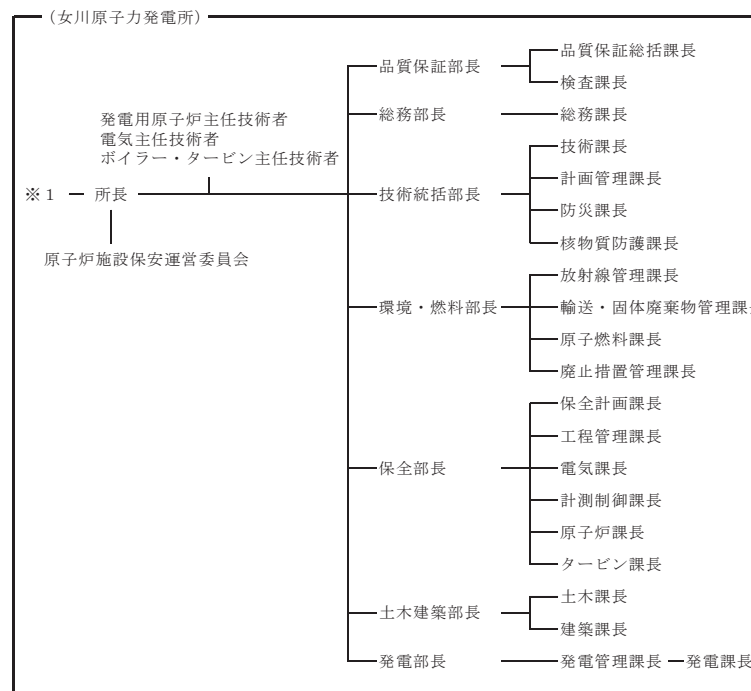 (女川原子力発電所)
品質保証総括課長
品質保証部長
検査課長
総務部長
総務課長
発電用原子炉主任技術者
電気主任技術者
ボイラー・タービン主任技術者
技術課長
計画管理課長
※1
所長
技術統括部長
防災課長
核物質防護課長
原子炉施設保安運営委員会
放射線管理課長
環境・燃料部長
輸送・固体廃棄物管理課
原子燃料課長
廃止措置管理課長
保全計画課長
工程管理課長
保全部長
電気課長
計測制御課長
原子炉課長
タービン課長
土木課長
土木建築部長
建築課長
発電部長
発電管理課長
発電課長